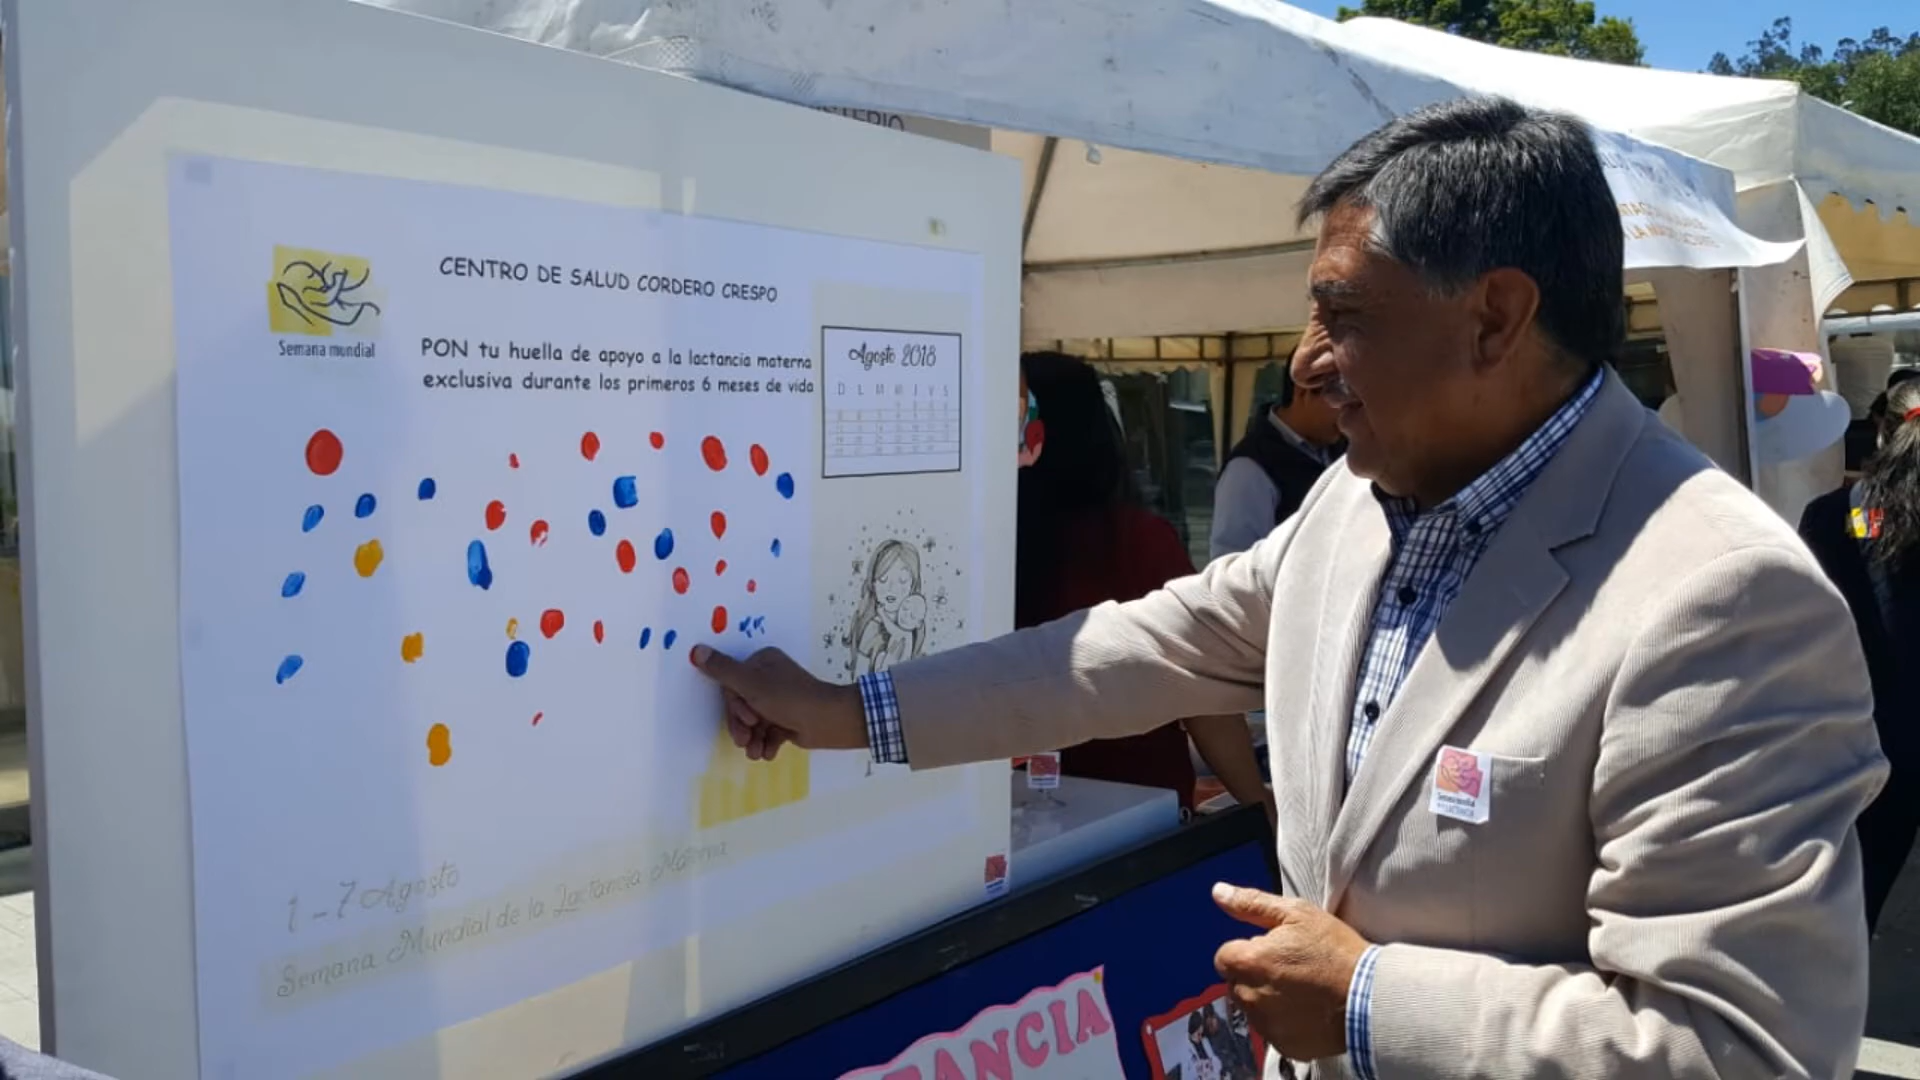 CENTRO DE SALUD CORDERO CRESPO
Semana mundial
PON tu huella de apoyo a la lactancia materna
exclusiva durante los primeros 6 meses de vida
Agosto 2018
D L M M J V S
1 - 7 Agosto
Semana Mundial de la Lactancia Materna